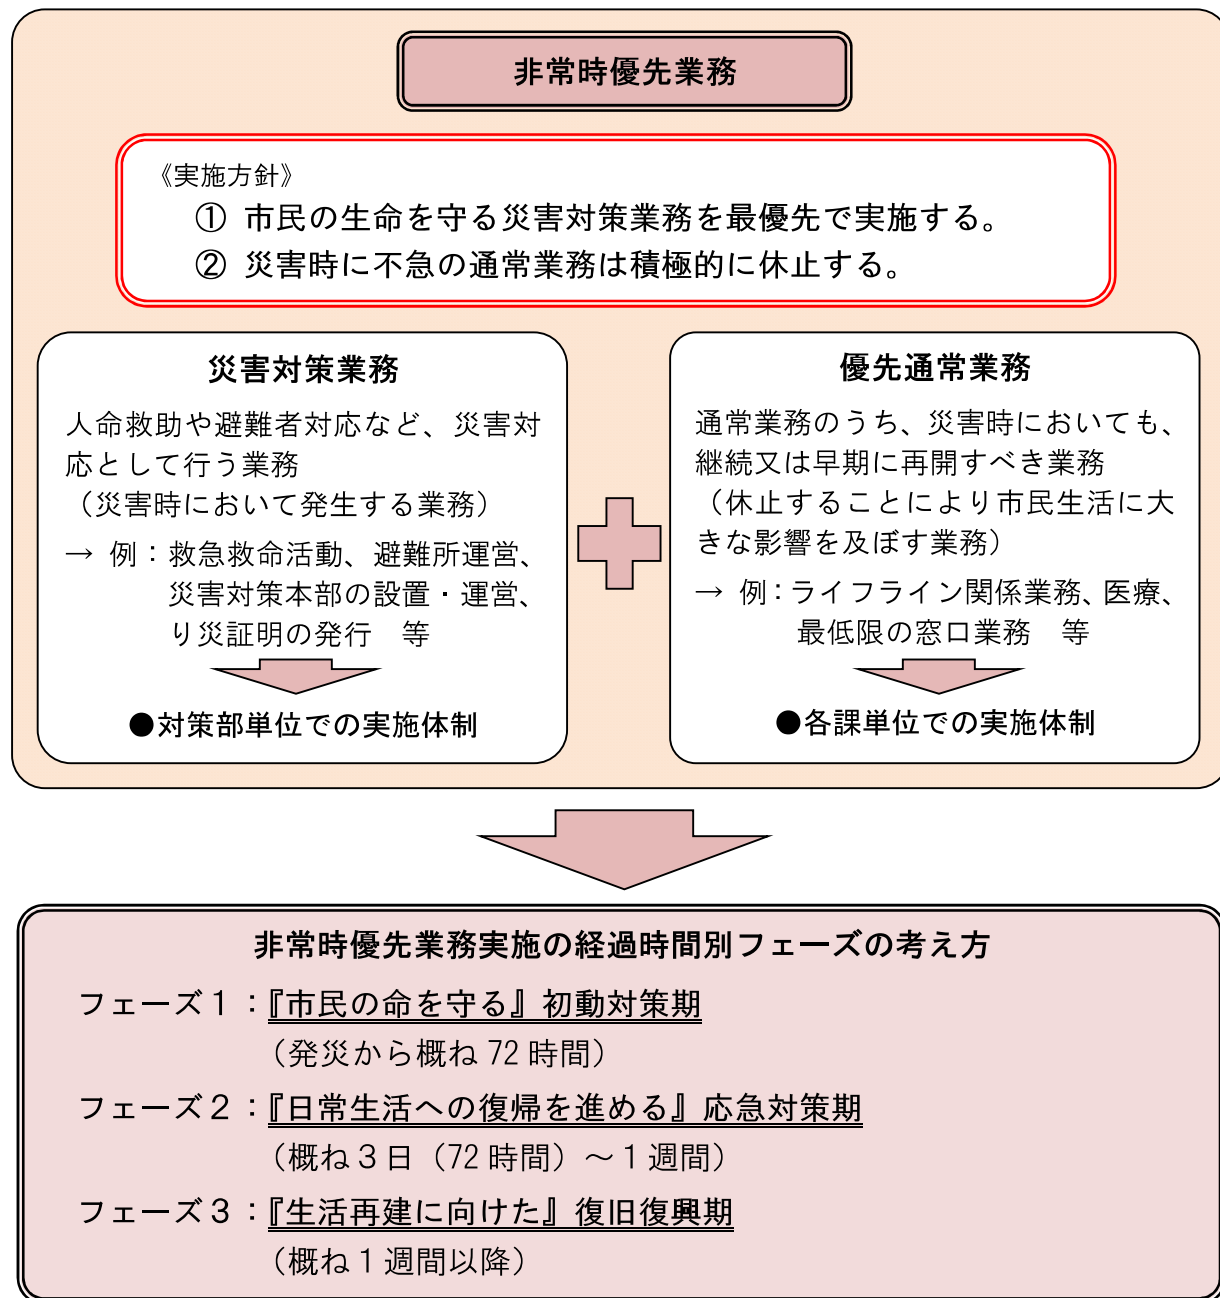 非常時優先業務
《実施方針》
① 市民の生命を守る災害対策業務を最優先で実施する。
② 災害時に不急の通常業務は積極的に休止する。
災害対策業務
人命救助や避難者対応など、災害対
応として行う業務
（災害時において発生する業務）
→ 例：救急救命活動、避難所運営、
災害対策本部の設置・運営、
り災証明の発行　等
●対策部単位での実施体制
優先通常業務
通常業務のうち、災害時においても、
継続又は早期に再開すべき業務
（休止することにより市民生活に大
きな影響を及ぼす業務）
→ 例：ライフライン関係業務、医療、
最低限の窓口業務　等
●各課単位での実施体制
非常時優先業務実施の経過時間別フェーズの考え方
フェーズ１：『市民の命を守る』初動対策期
（発災から概ね 72 時間）
フェーズ２：『日常生活への復帰を進める』応急対策期
（概ね３日（72 時間）～１週間）
フェーズ３：『生活再建に向けた』復旧復興期
（概ね１週間以降）